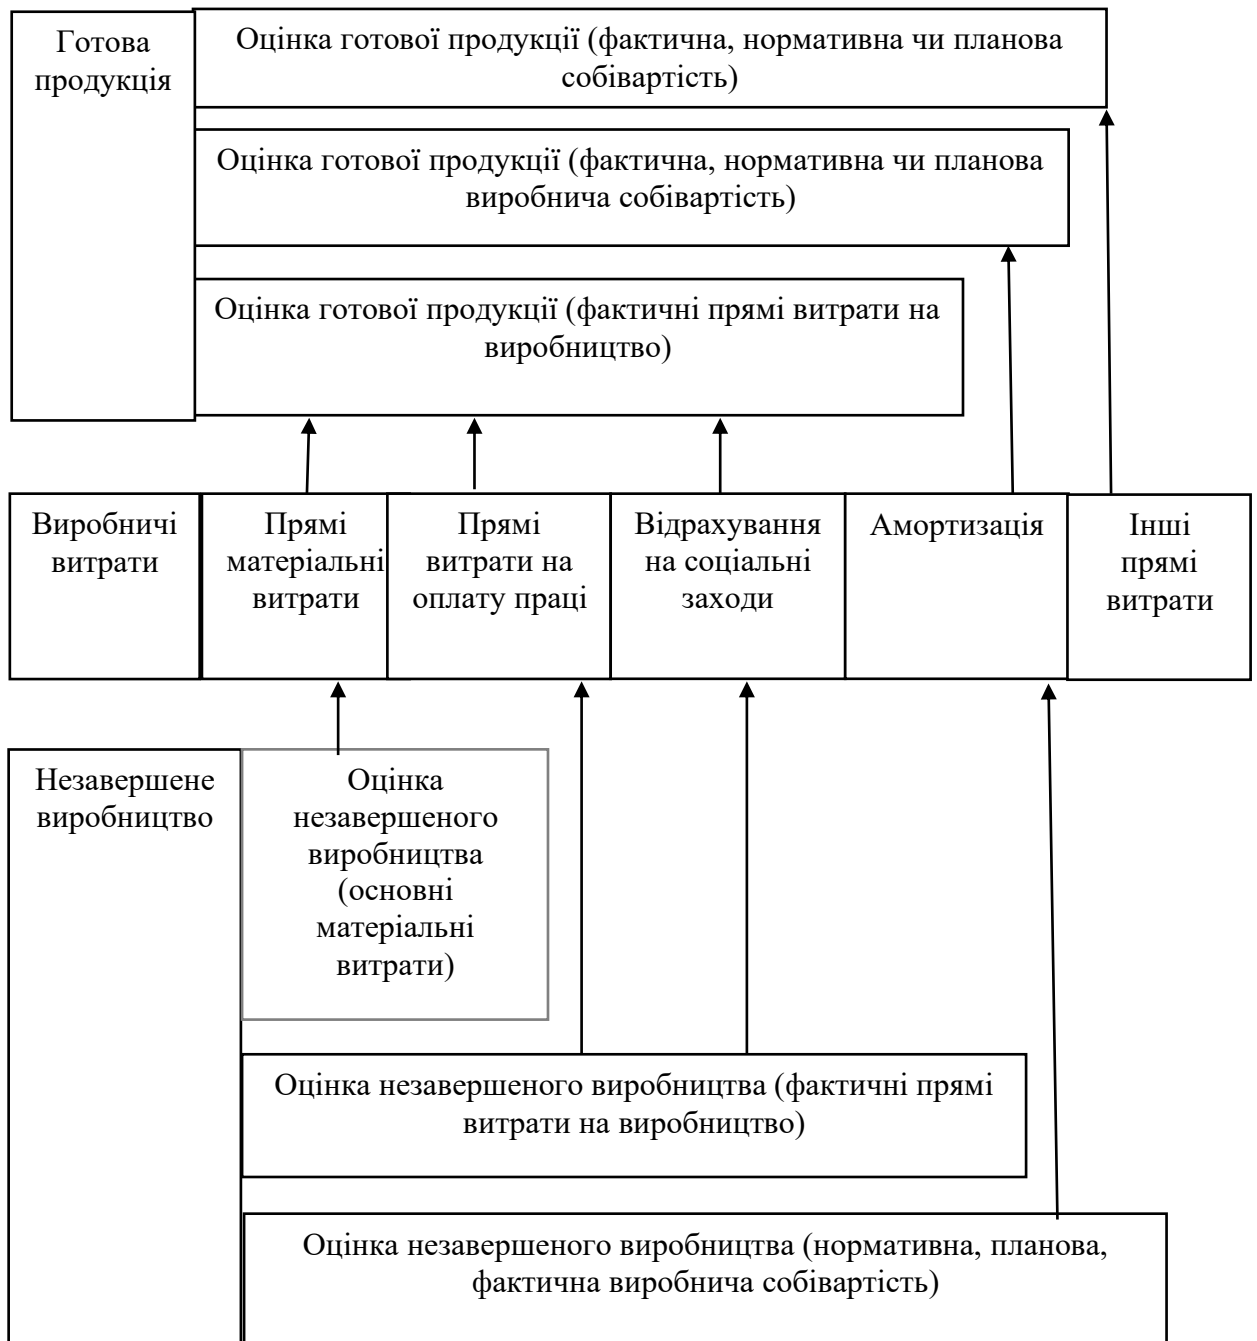 Готова
продукція
Оцінка готової продукції (фактична, нормативна чи планова
собівартість)
Оцінка готової продукції (фактична, нормативна чи планова
виробнича собівартість)
Оцінка готової продукції (фактичні прямі витрати на
виробництво)
Виробничі
витрати
Прямі
матеріальні
витрати
Прямі
витрати на
оплату праці
Відрахування
на соціальні
заходи
Амортизація
Інші
прямі
витрати
Незавершене
виробництво
Оцінка
незавершеного
виробництва
(основні
матеріальні
витрати)
Оцінка незавершеного виробництва (фактичні прямі
витрати на виробництво)
Оцінка незавершеного виробництва (нормативна, планова,
фактична виробнича собівартість)